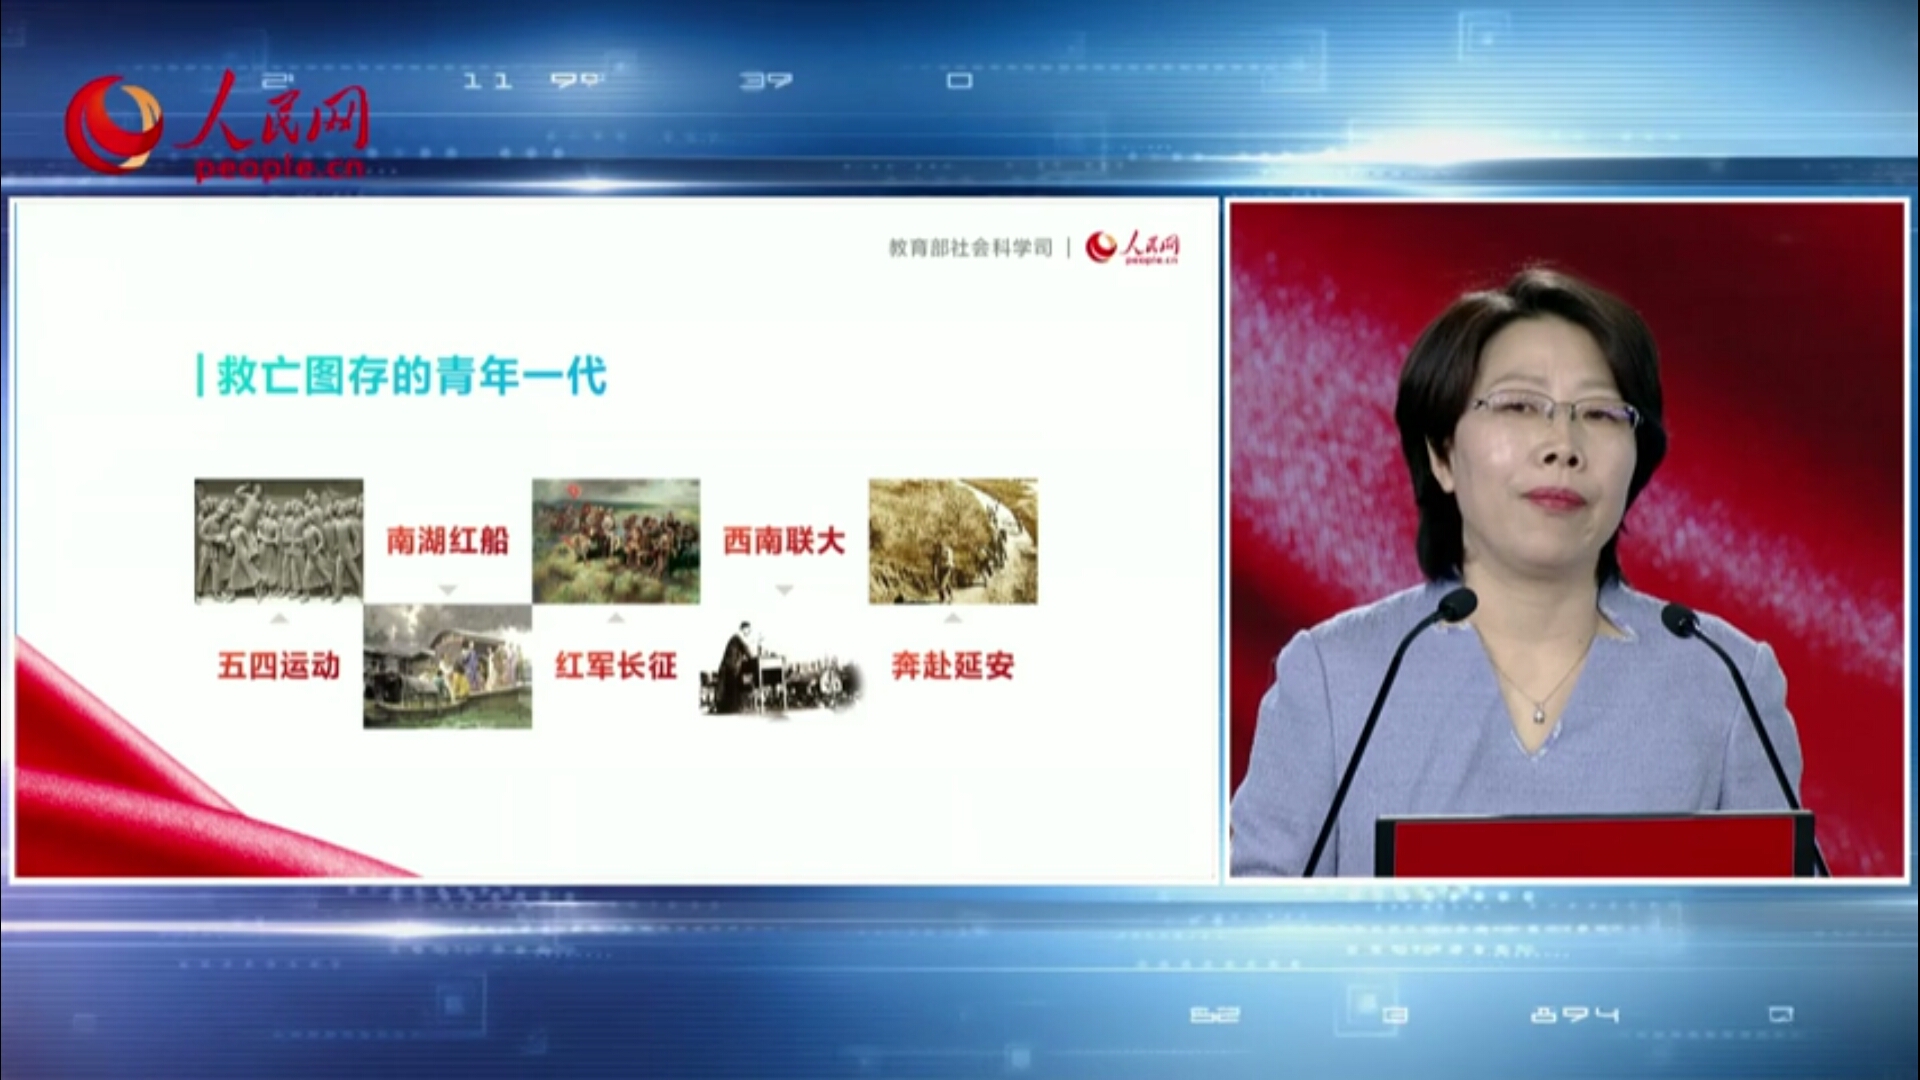 人民网
people.cn
教育部社会科学司 | 人民网
people.cn
救亡图存的青年一代
南湖红船
西南联大
五四运动
红军长征
奔赴延安